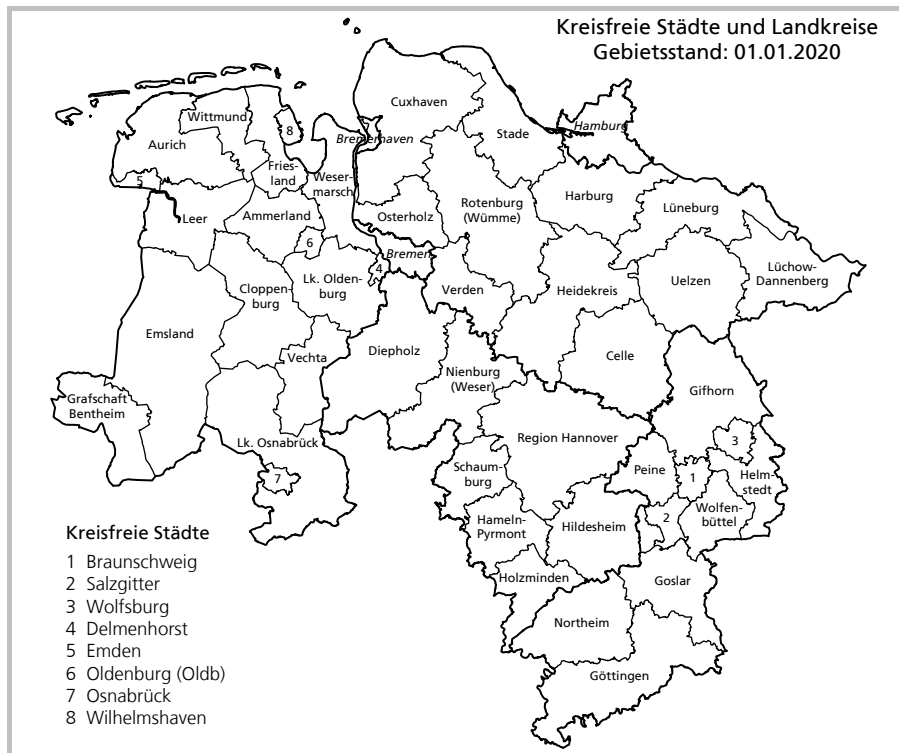 Kreisfreie Städte und Landkreise
Gebietsstand: 01.01.2020
Cuxhaven
Wittmund
8
Bremerhaven
Stade
Hamburg
Aurich
Fries-
land
Weser-
marsch
5
Leer
Ammerland
Osterholz
Rotenburg
(Wümme)
Harburg
Lüneburg
6
Bremen
4
Lk. Olden-
burg
Cloppen-
burg
Verden
Heidekreis
Uelzen
Lüchow-
Dannenberg
Emsland
Vechta
Diepholz
Nienburg
(Weser)
Celle
Gifhorn
Grafschaft
Bentheim
Lk. Osnabrück
7
Region Hannover
3
Schaum-
burg
Peine
1
Helm-
stedt
Hameln-
Pyrmont
Hildesheim
2
Wolfen-
büttel
Holzminden
Goslar
Northeim
Göttingen
Kreisfreie Städte
1 Braunschweig
2 Salzgitter
3 Wolfsburg
4 Delmenhorst
5 Emden
6 Oldenburg (Oldb)
7 Osnabrück
8 Wilhelmshaven